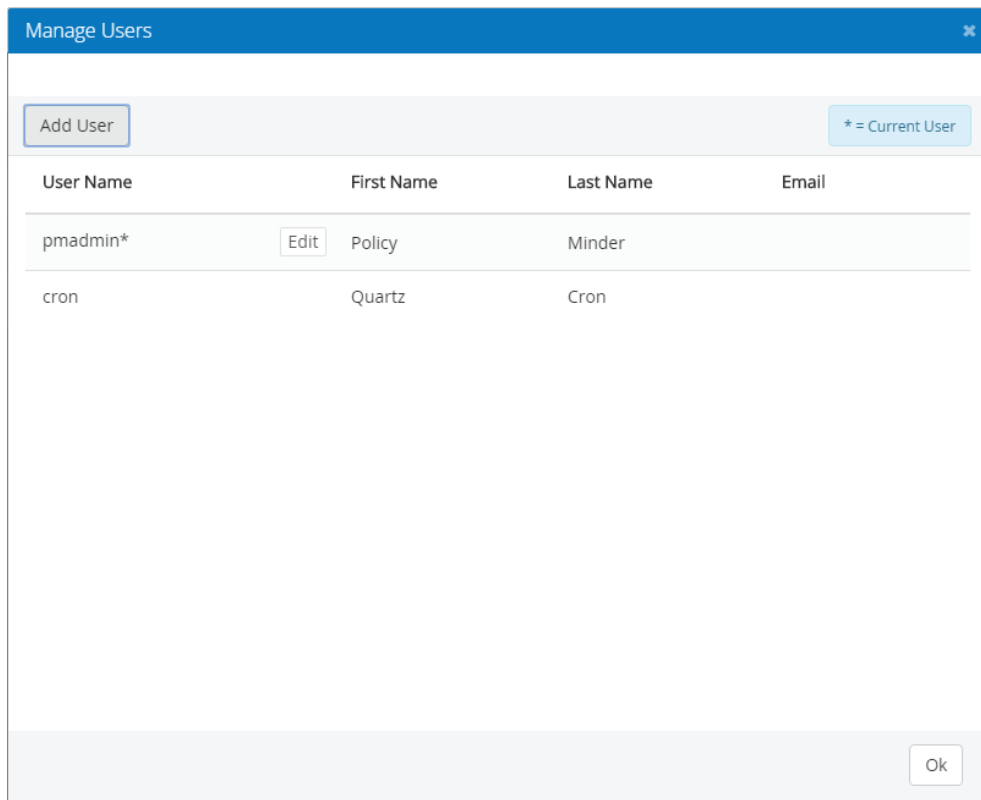 Manage Users
Add User
* = Current User
User Name First Name Last Name Email
pmadmin* Edit Policy Minder
cron Quartz Cron
Ok